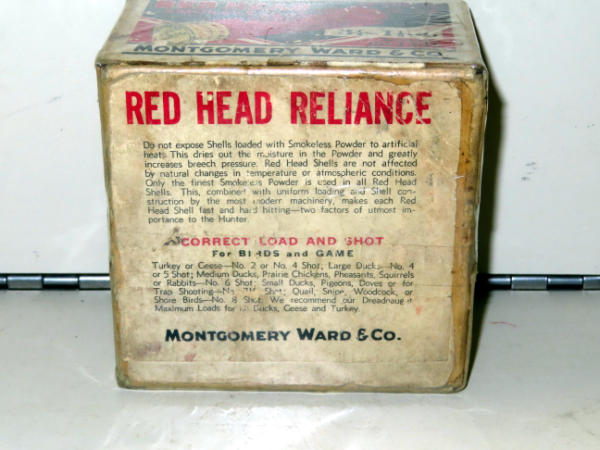 MONTGOMERY WARD & CO.
RED HEAD RELIANCE
Do not expose Shells loaded with Smokeless Powder to artificial
heat. This dries out the moisture in the Powder and greatly
increases breech pressure. Red Head Shells are not affected
by natural changes in temperature or atmospheric conditions.
Only the finest Smokeless Powder is used in all Red Head
Shells. This, combined with uniform loading and Shell con-
struction by the most modern machinery, makes each Red
Head Shell fast and hard hitting—two factors of utmost im-
portance to the Hunter.
CORRECT LOAD AND SHOT
For BIRDS and GAME
Turkey or Geese—No. 2 or No. 4 Shot; Large Ducks—No. 4
or 5 Shot; Medium Ducks, Prairie Chickens, Pheasants, Squirrels
or Rabbits—No. 6 Shot; Small Ducks, Pigeons, Doves or for
Trap Shooting—No. Shot; Quail, Snipe, Woodcock, or
Shore Birds—No. 8 Shot. We recommend our Dreadnaught
Maximum Loads for Ducks, Geese and Turkey.
MONTGOMERY WARD & CO.